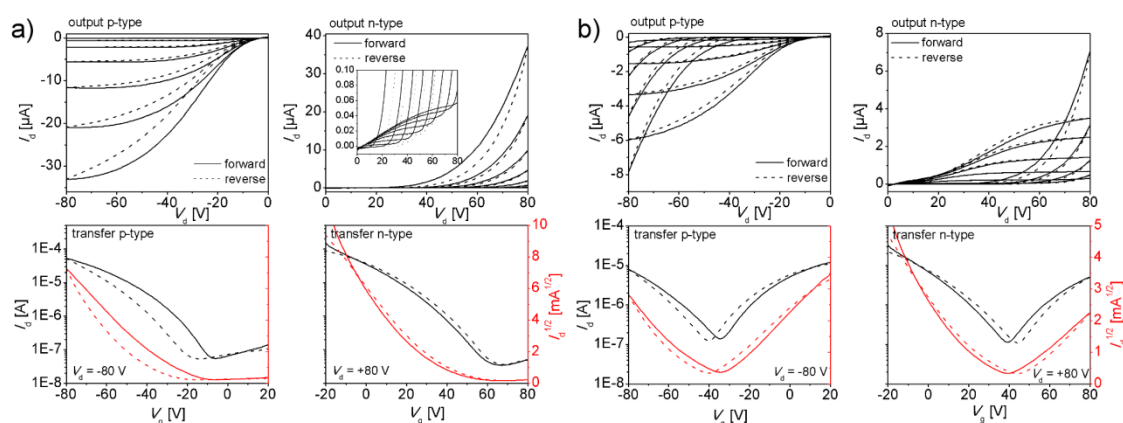 a)
output p-type
0
-10
-20
-30
I_d [µA]
forward
reverse
-80 -60 -40 -20 0
V_d [V]
output n-type
40
35
30
25
20
15
10
5
0
I_d [µA]
forward
reverse
0.10
0.08
0.06
0.04
0.02
0.00
0 20 40 60 80
0 20 40 60 80
V_d [V]
transfer p-type
1E-4
1E-5
1E-6
1E-7
1E-8
I_d [A]
V_d = -80 V
-80 -60 -40 -20 0 20
V_g [V]
transfer n-type
10
8
6
4
2
0
I_d^1/2 [mA^1/2]
V_d = +80 V
-20 0 20 40 60 80
V_g [V]
b)
output p-type
0
-2
-4
-6
-8
I_d [µA]
forward
reverse
-80 -60 -40 -20 0
V_d [V]
output n-type
8
6
4
2
0
I_d [µA]
forward
reverse
0 20 40 60 80
V_d [V]
transfer p-type
1E-4
1E-5
1E-6
1E-7
1E-8
I_d [A]
V_d = -80 V
-80 -60 -40 -20 0 20
V_g [V]
transfer n-type
5
4
3
2
1
0
I_d^1/2 [mA^1/2]
V_d = +80 V
-20 0 20 40 60 80
V_g [V]